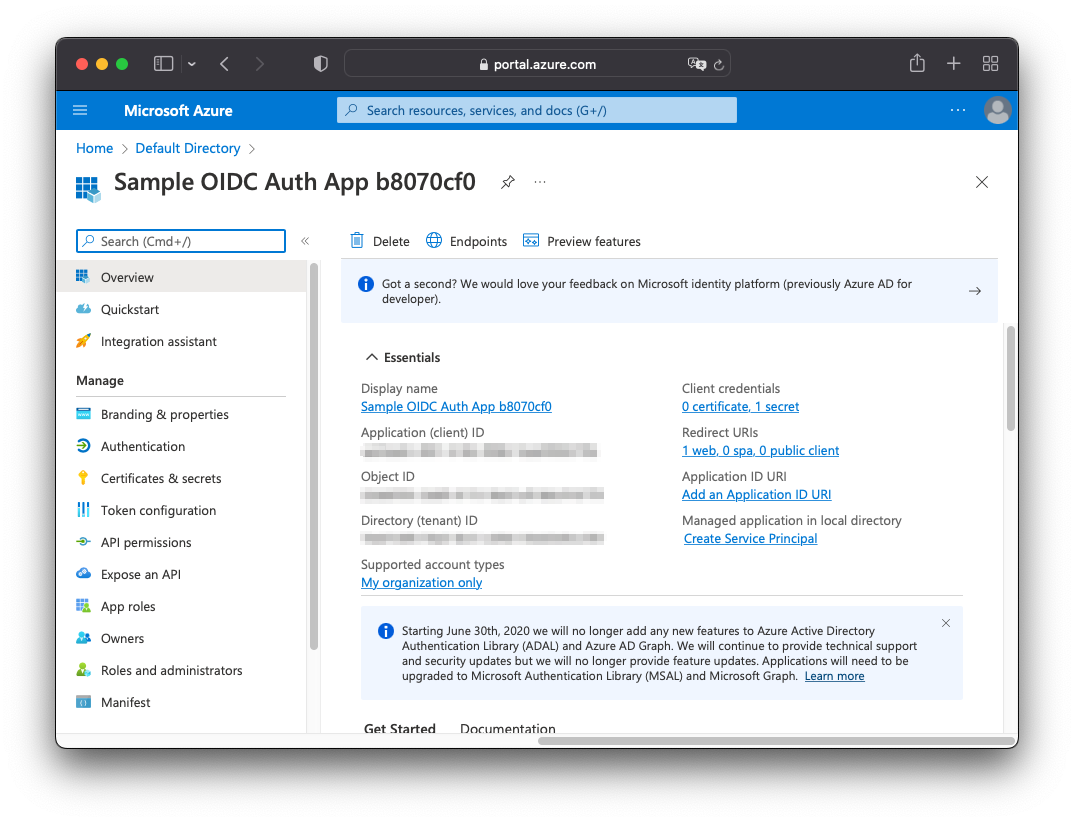 portal.azure.com
Microsoft Azure
Search resources, services, and docs (G+/)
Home > Default Directory >
Sample OIDC Auth App b8070cf0
Search (Cmd+/)
Overview
Quickstart
Integration assistant
Manage
Branding & properties
Authentication
Certificates & secrets
Token configuration
API permissions
Expose an API
App roles
Owners
Roles and administrators
Manifest
Delete
Endpoints
Preview features
Got a second? We would love your feedback on Microsoft identity platform (previously Azure AD for
developer).
Essentials
Display name
Sample OIDC Auth App b8070cf0
Application (client) ID
Object ID
Directory (tenant) ID
Supported account types
My organization only
Client credentials
0 certificate, 1 secret
Redirect URIs
1 web, 0 spa, 0 public client
Application ID URI
Add an Application ID URI
Managed application in local directory
Create Service Principal
Starting June 30th, 2020 we will no longer add any new features to Azure Active Directory
Authentication Library (ADAL) and Azure AD Graph. We will continue to provide technical support
and security updates but we will no longer provide feature updates. Applications will need to be
upgraded to Microsoft Authentication Library (MSAL) and Microsoft Graph. Learn more
Get Started
Documentation